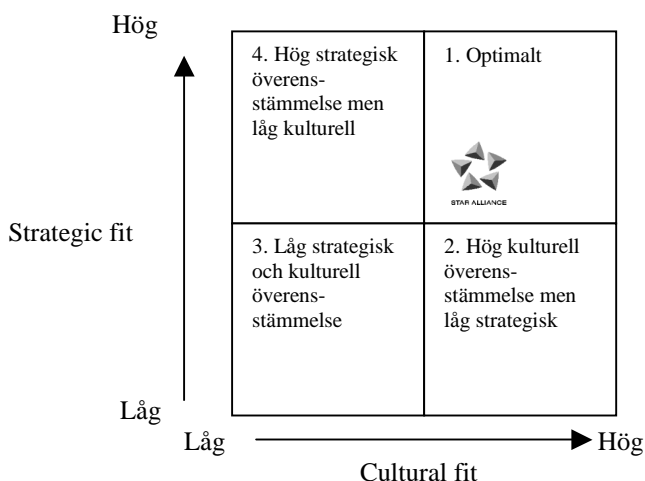 Hög
4. Hög strategisk
överens-
stämmelse men
låg kulturell
1. Optimalt
STAR ALLIANCE
Strategic fit
3. Låg strategisk
och kulturell
överens-
stämmelse
2. Hög kulturell
överens-
stämmelse men
låg strategisk
Låg
Låg
Hög
Cultural fit